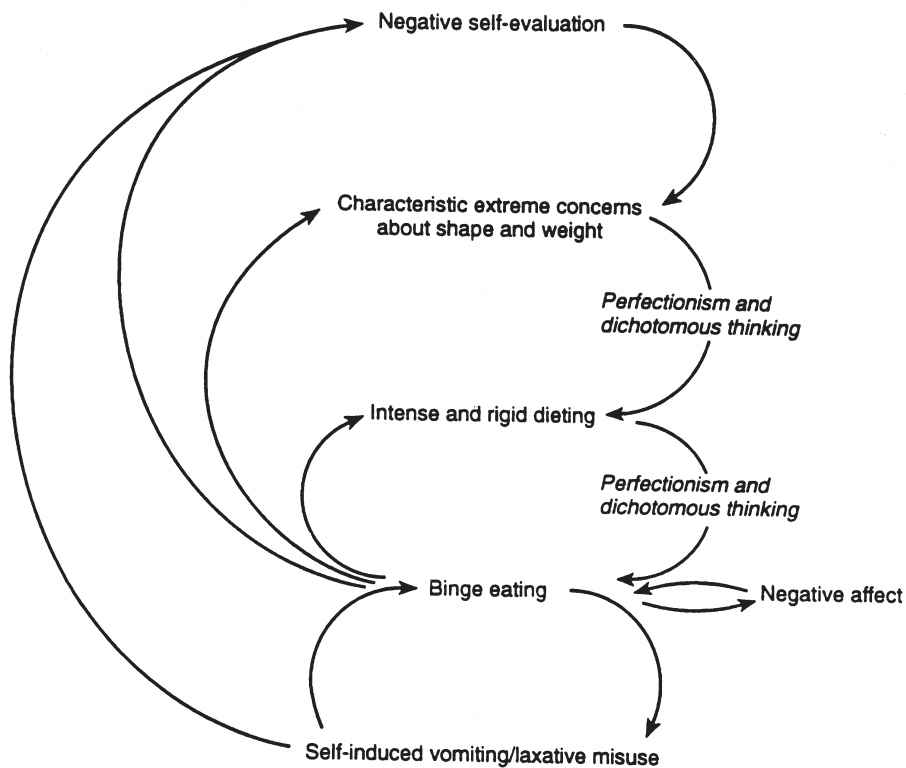 Negative self-evaluation
Characteristic extreme concerns
about shape and weight
Perfectionism and
dichotomous thinking
Intense and rigid dieting
Perfectionism and
dichotomous thinking
Binge eating
Negative affect
Self-induced vomiting/laxative misuse